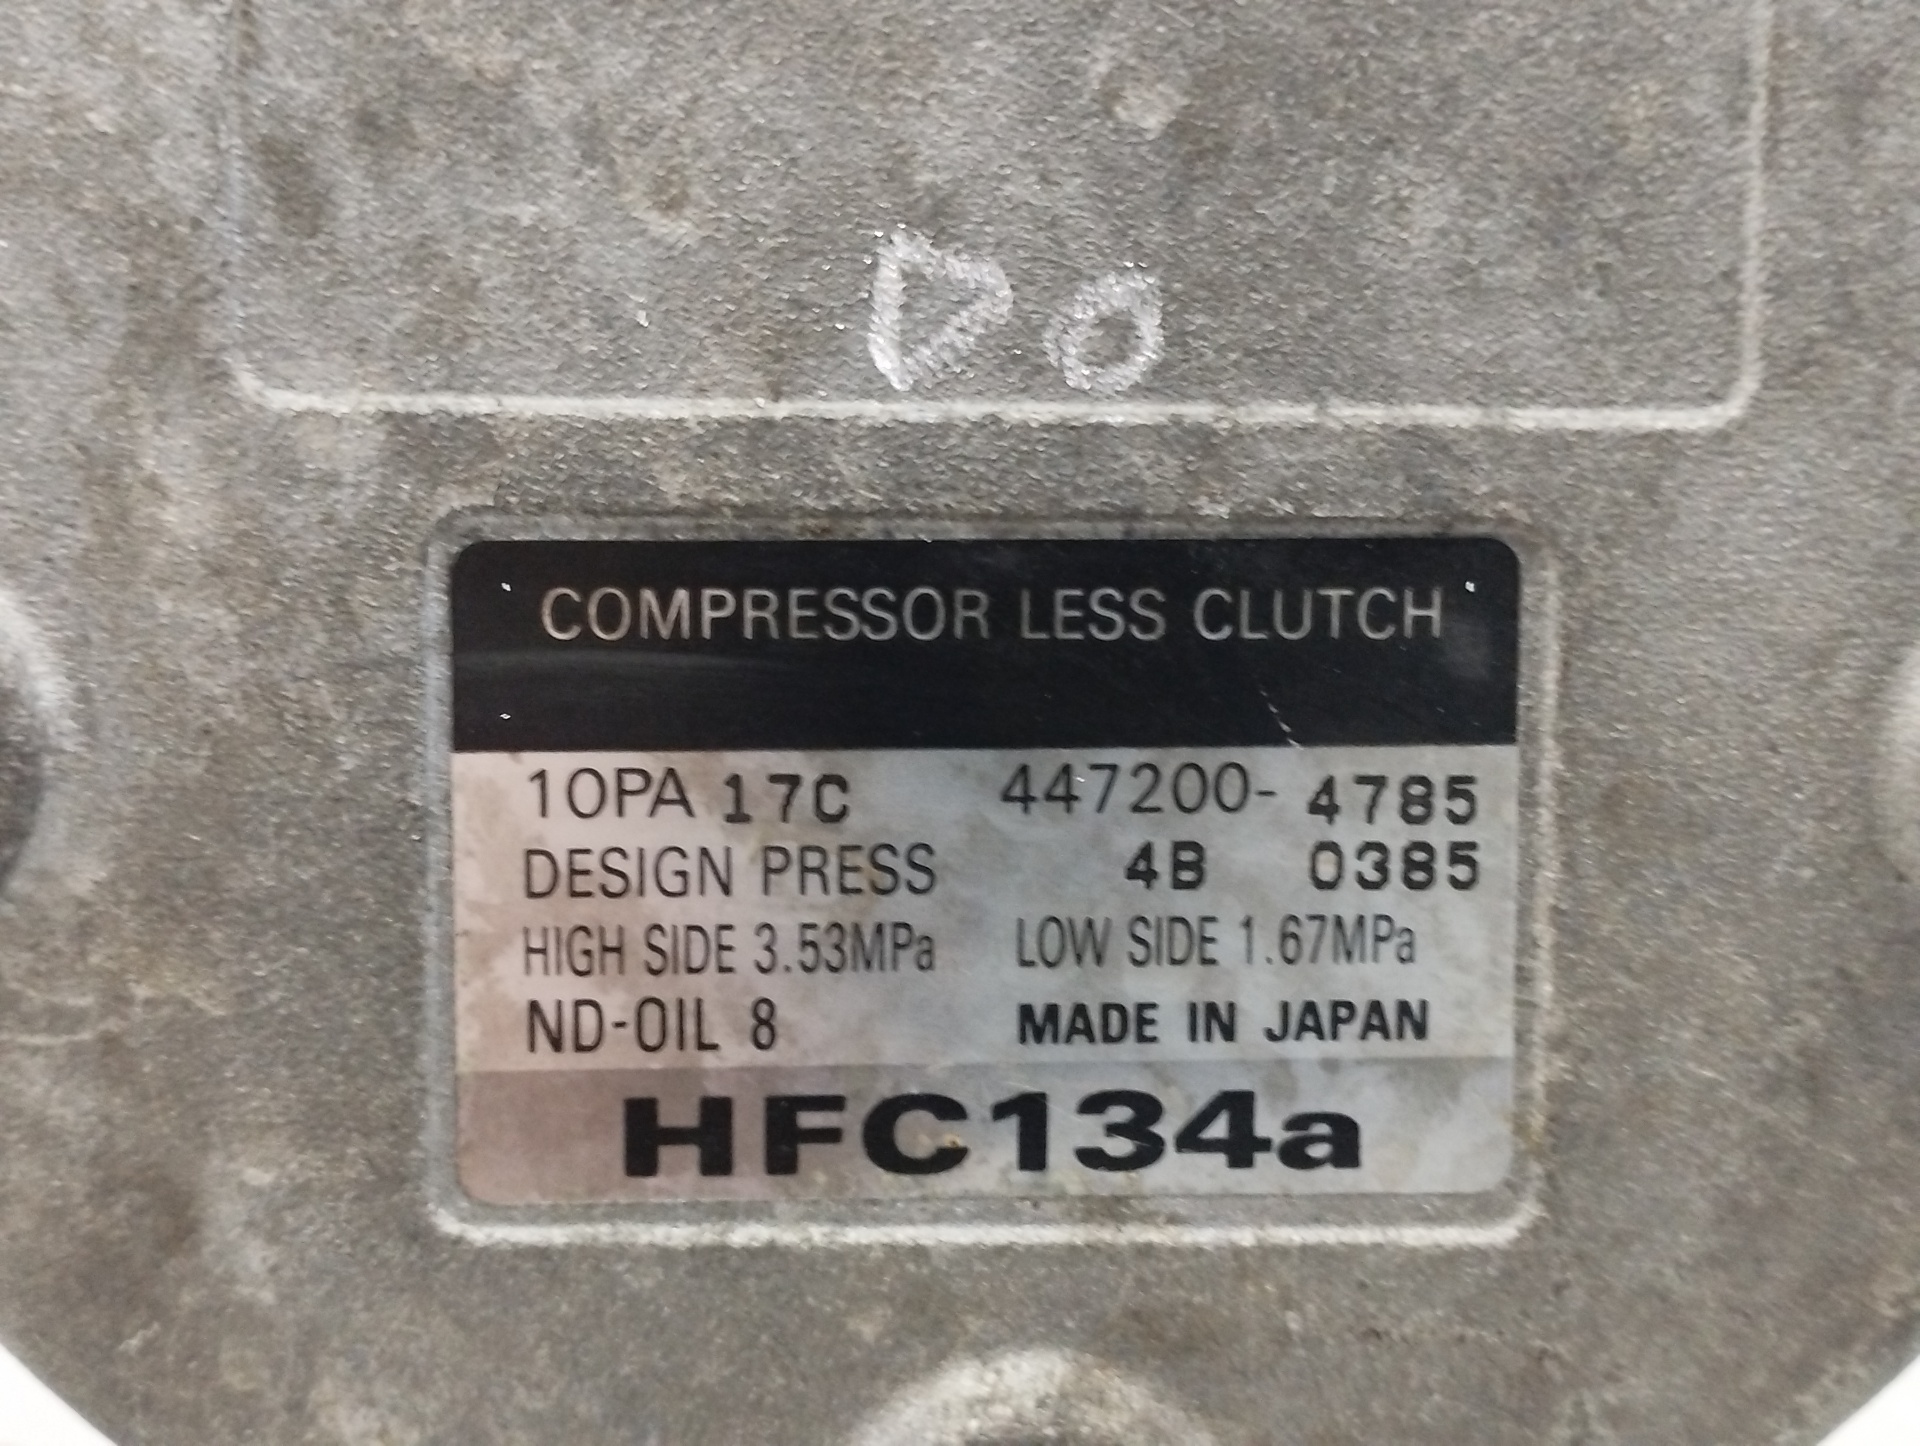 DO
COMPRESSOR LESS CLUTCH
10PA 17C 447200-4785
DESIGN PRESS 4B 0385
HIGH SIDE 3.53MPa LOW SIDE 1.67MPa
ND-OIL 8 MADE IN JAPAN
HFC134a